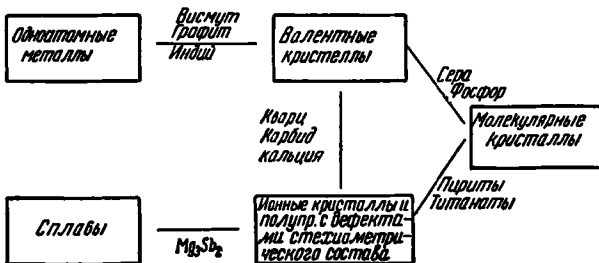 Одноатомные
металлы
Висмут
Графит
Индий
Валентные
кристеллы
Сера
Фосфор
Молекулярные
кристаллы
Кварц
Карбид
кальция
Пириты
Титанаты
Сплавы
Mg₃Sb₂
Ионные кристаллы и
полупр. с дефекта-
ми стехиометри-
ческого состава